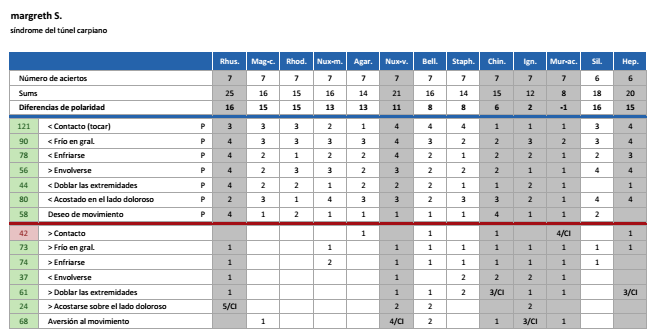 margreth S.
síndrome del túnel carpiano
Rhus. Mag-c. Rhod. Nux-m. Agar. Nux-v. Bell. Staph. Chin. Ign. Mur-ac. Sil. Hep.
Número de aciertos 7 7 7 7 7 7 7 7 7 7 7 6 6
Sums 25 16 15 16 14 21 16 14 15 12 8 18 20
Diferencias de polaridad 16 15 15 13 13 11 8 8 6 2 -1 16 15
121 < Contacto (tocar) P 3 3 3 2 1 4 4 4 1 1 1 3 4
90 < Frío en gral. P 4 3 3 3 3 4 3 2 2 3 2 3 4
78 < Enfriarse P 4 2 1 2 2 4 2 1 2 2 1 2 3
56 > Envolverse P 4 2 3 3 2 3 2 2 2 2 1 4 4
44 < Doblar las extremidades P 4 2 2 1 2 2 2 1 1 1 1 1
80 < Acostado en el lado doloroso P 2 3 1 4 3 3 2 3 3 2 1 4 4
58 Deseo de movimiento P 4 1 2 1 1 1 1 1 4 1 1 2
42 > Contacto 1 1 1 4/CI 1
73 > Frío en gral. 1 1 1 1 1 1 1 1 1 1
74 > Enfriarse 1 2 1 1 1 1 1 1 1
37 < Envolverse 1 1 2 2 1
61 > Doblar las extremidades 1 1 1 2 3/CI 1 1 3/CI
24 > Acostarse sobre el lado doloroso 5/CI 2 2 2
68 Aversión al movimiento 1 4/CI 2 1 3/CI 1